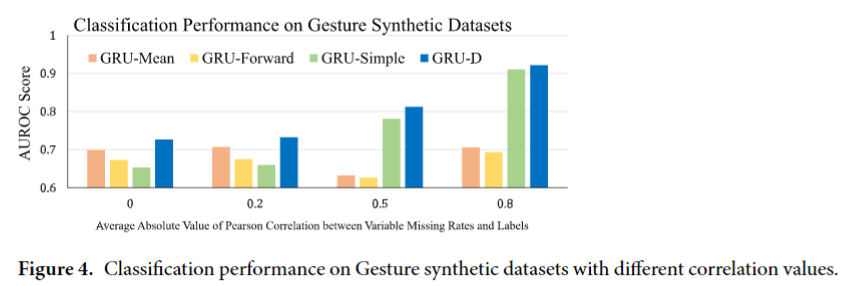 Classification Performance on Gesture Synthetic Datasets
1
GRU-Mean GRU-Forward GRU-Simple GRU-D
0.9
0.8
0.7
0.6
AUROC Score
0 0.2 0.5 0.8
Average Absolute Value of Pearson Correlation between Variable Missing Rates and Labels
Figure 4. Classification performance on Gesture synthetic datasets with different correlation values.